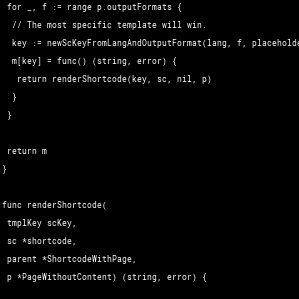 for _, f := range p.outputFormats {
// The most specific template will win.
key := newScKeyFromLangAndOutputFormat(lang, f, placeholde
m[key] = func() (string, error) {
return renderShortcode(key, sc, nil, p)
}
}
return m
}
func renderShortcode(
tmplKey scKey,
sc *shortcode,
parent *ShortcodeWithPage,
p *PageWithoutContent) (string, error) {